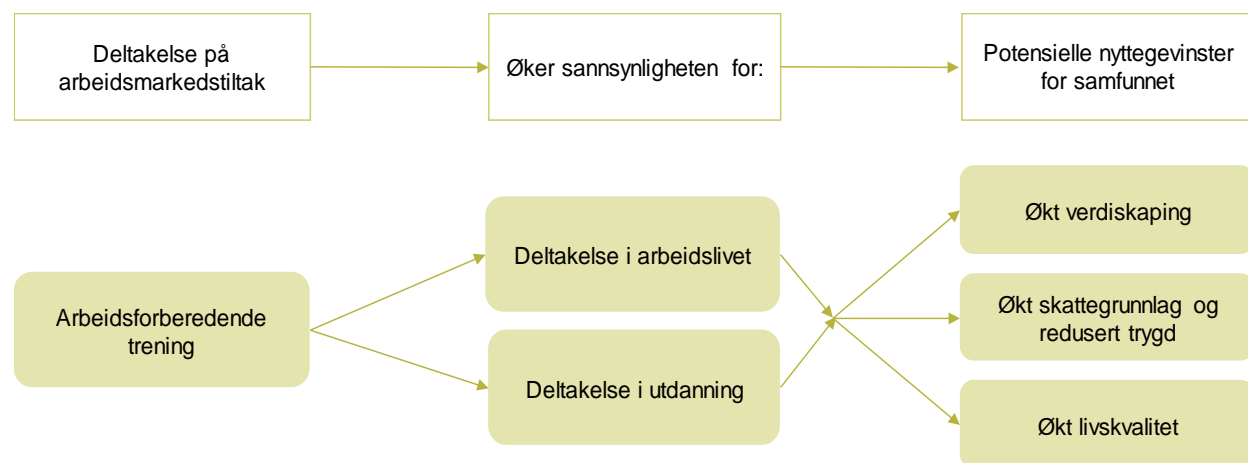 Deltakelse på
arbeidsmarkedstiltak
Øker sannsynligheten for:
Potensielle nyttegevinster
for samfunnet
Arbeidsforberedende
trening
Deltakelse i arbeidslivet
Deltakelse i utdanning
Økt verdiskaping
Økt skattegrunnlag og
redusert trygd
Økt livskvalitet